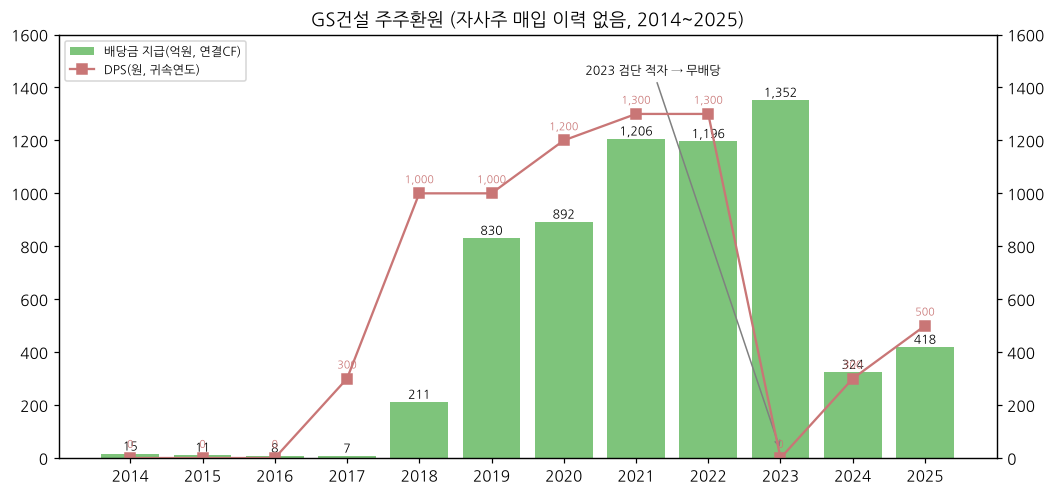 GS건설 주주환원 (자사주 매입 이력 없음, 2014~2025)
배당금 지급(억원, 연결CF)
DPS(원, 귀속연도)
2023 검단 적자 → 무배당
1600 1400 1200 1000 800 600 400 200 0
15 11 8 7 211 830 892 1,206 1,196 1,352 324 418
0 0 0 300 1,000 1,000 1,200 1,300 1,300 0 500
1600 1400 1200 1000 800 600 400 200 0
2014 2015 2016 2017 2018 2019 2020 2021 2022 2023 2024 2025